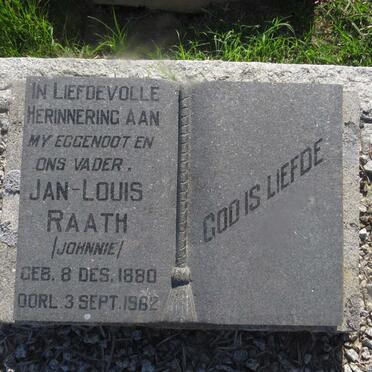 IN LIEFDEVOLLE
HERINNERING AAN
MY EGGENOOT EN
ONS VADER.
JAN-LOUIS
RAATH
(JOHNNIE)
GEB. 8 DES. 1880
OORL. 3 SEPT. 1962
GOD IS LIEFDE